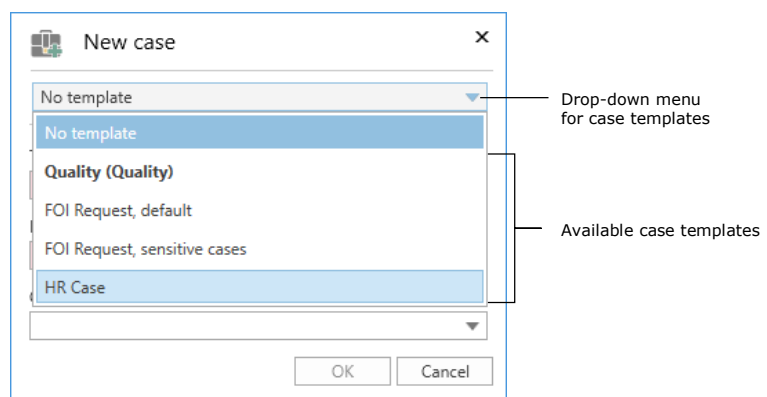 New case
No template
Drop-down menu
for case templates
No template
Quality (Quality)
FOI Request, default
Available case templates
FOI Request, sensitive cases
HR Case
OK
Cancel